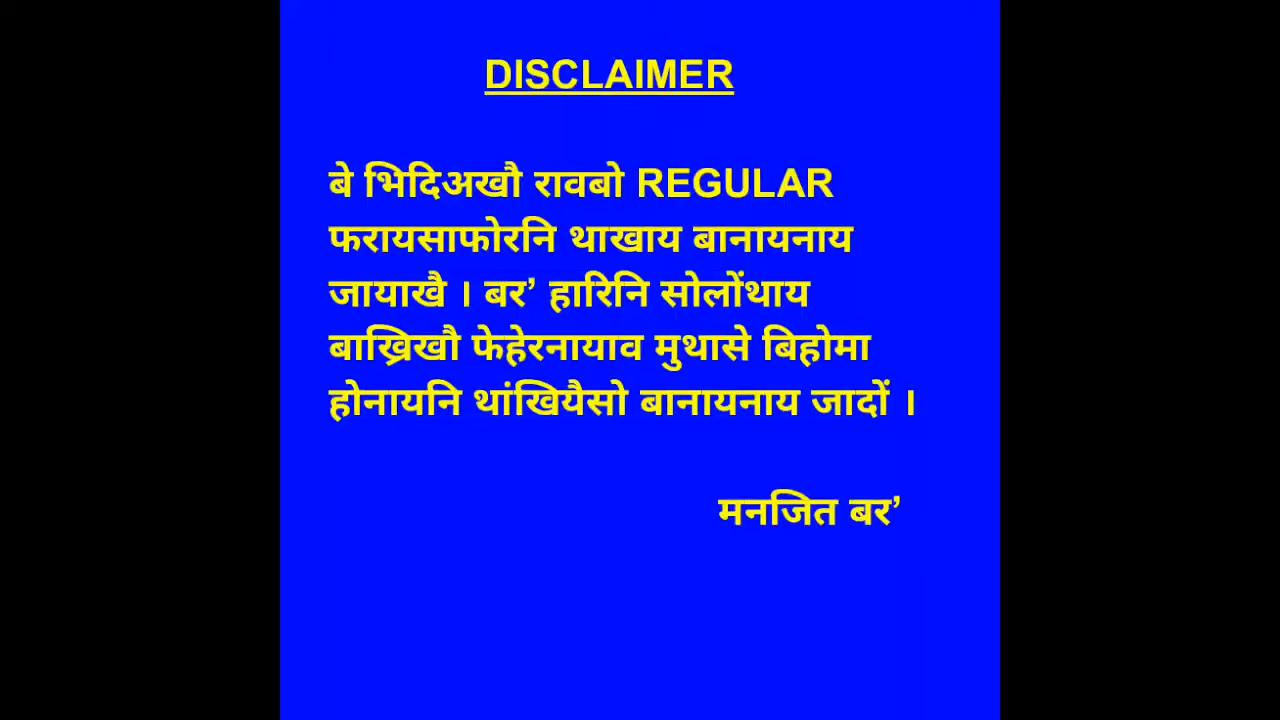 DISCLAIMER
बे भिदिअखौ रावबो REGULAR
फरायसाफोरनि थाखाय बानायनाय
जायाखै । बर’ हारिनि सोलोंथाय
बाख्रिखौ फेहेरनायाव मुथासे बिहोमा
होनायनि थांखियैसो बानायनाय जादों ।
मनजित बर’